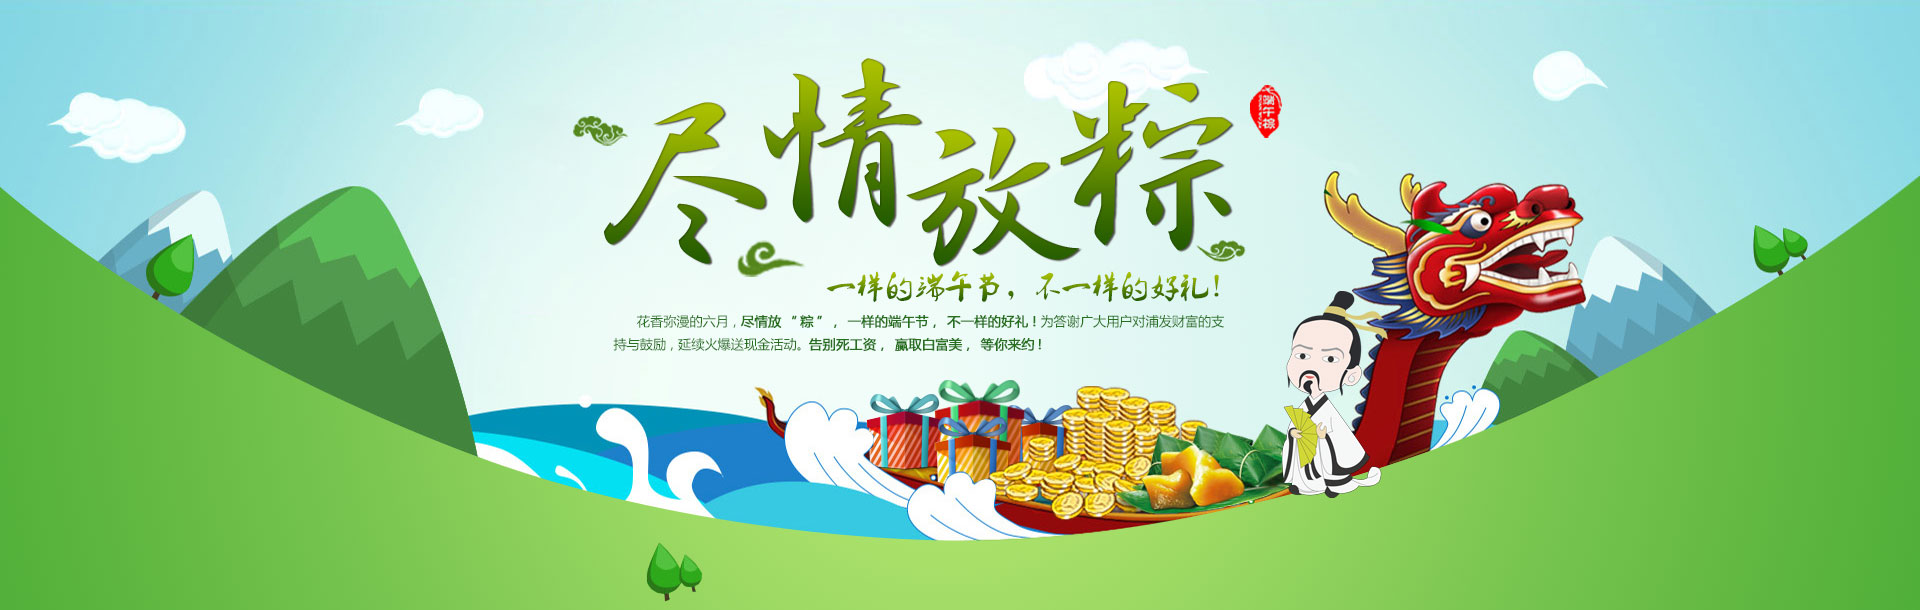 尽情放粽
端午粽
一样的端午节，不一样的好礼！
花香弥漫的六月，尽情放“粽”，一样的端午节，不一样的好礼！为答谢广大用户对浦发财富的支
持与鼓励，延续火爆送现金活动。告别死工资，赢取白富美，等你来约！